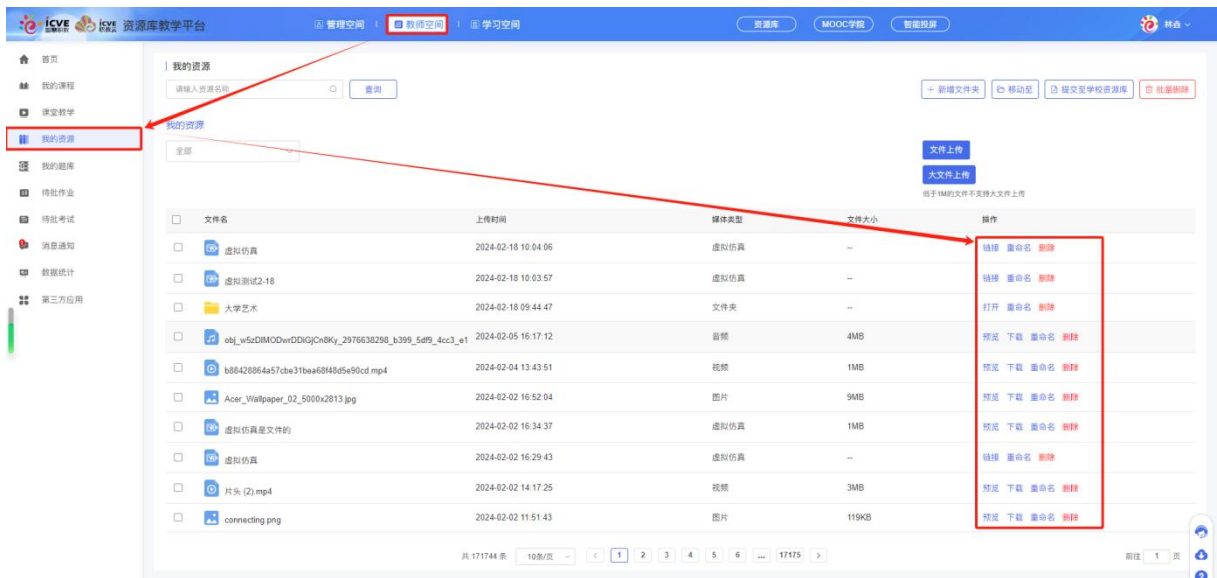 icve 智慧职教 icve 职教云 资源库教学平台 管理空间 教师空间 学习空间 资源库 MOOC学院 智能投屏 林垚
首页
我的课程
课堂教学
我的资源
我的题库
待批作业
待批考试
消息通知
数据统计
第三方应用
我的资源
请输入资源名称 查询 + 新增文件夹 移动至 提交至学校资源库 批量删除
我的资源
全部 文件上传
大文件上传
低于1M的文件不支持大文件上传
文件名 上传时间 媒体类型 文件大小 操作
虚拟仿真 2024-02-18 10:04:06 虚拟仿真 -- 链接 重命名 删除
虚拟测试2-18 2024-02-18 10:03:57 虚拟仿真 -- 链接 重命名 删除
大学艺术 2024-02-18 09:44:47 文件夹 -- 打开 重命名 删除
obj_w5zDlMODwrDDiGjCn8Ky_2976638298_b399_5df9_4cc3_e1 2024-02-05 16:17:12 音频 4MB 预览 下载 重命名 删除
b88428864a57cbe31bea68f48d5e90cd.mp4 2024-02-04 13:43:51 视频 1MB 预览 下载 重命名 删除
Acer_Wallpaper_02_5000x2813.jpg 2024-02-02 16:52:04 图片 9MB 预览 下载 重命名 删除
虚拟仿真是文件的 2024-02-02 16:34:37 虚拟仿真 1MB 预览 下载 重命名 删除
虚拟仿真 2024-02-02 16:29:43 虚拟仿真 -- 链接 重命名 删除
片头 (2).mp4 2024-02-02 14:17:25 视频 3MB 预览 下载 重命名 删除
connecting.png 2024-02-02 11:51:43 图片 119KB 预览 下载 重命名 删除
共 171744 条 10条/页 < 1 2 3 4 5 6 ... 17175 > 前往 1 页